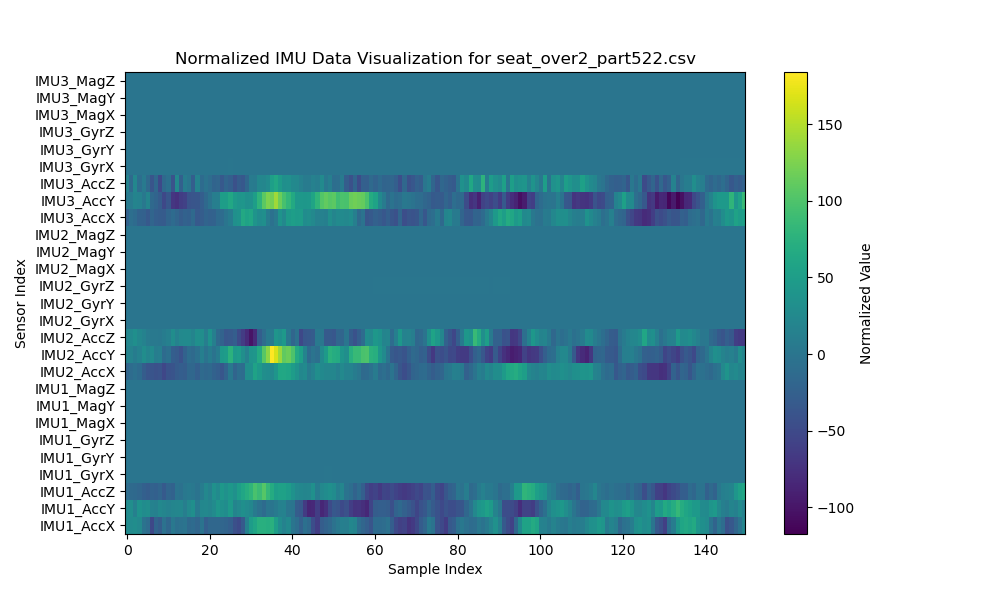 Normalized IMU Data Visualization for seat_over2_part522.csv
IMU3_MagZ
IMU3_MagY
IMU3_MagX
IMU3_GyrZ
IMU3_GyrY
IMU3_GyrX
IMU3_AccZ
IMU3_AccY
IMU3_AccX
IMU2_MagZ
IMU2_MagY
IMU2_MagX
IMU2_GyrZ
IMU2_GyrY
IMU2_GyrX
IMU2_AccZ
IMU2_AccY
IMU2_AccX
IMU1_MagZ
IMU1_MagY
IMU1_MagX
IMU1_GyrZ
IMU1_GyrY
IMU1_GyrX
IMU1_AccZ
IMU1_AccY
IMU1_AccX
Sensor Index
0 20 40 60 80 100 120 140
Sample Index
150
100
50
0
−50
−100
Normalized Value